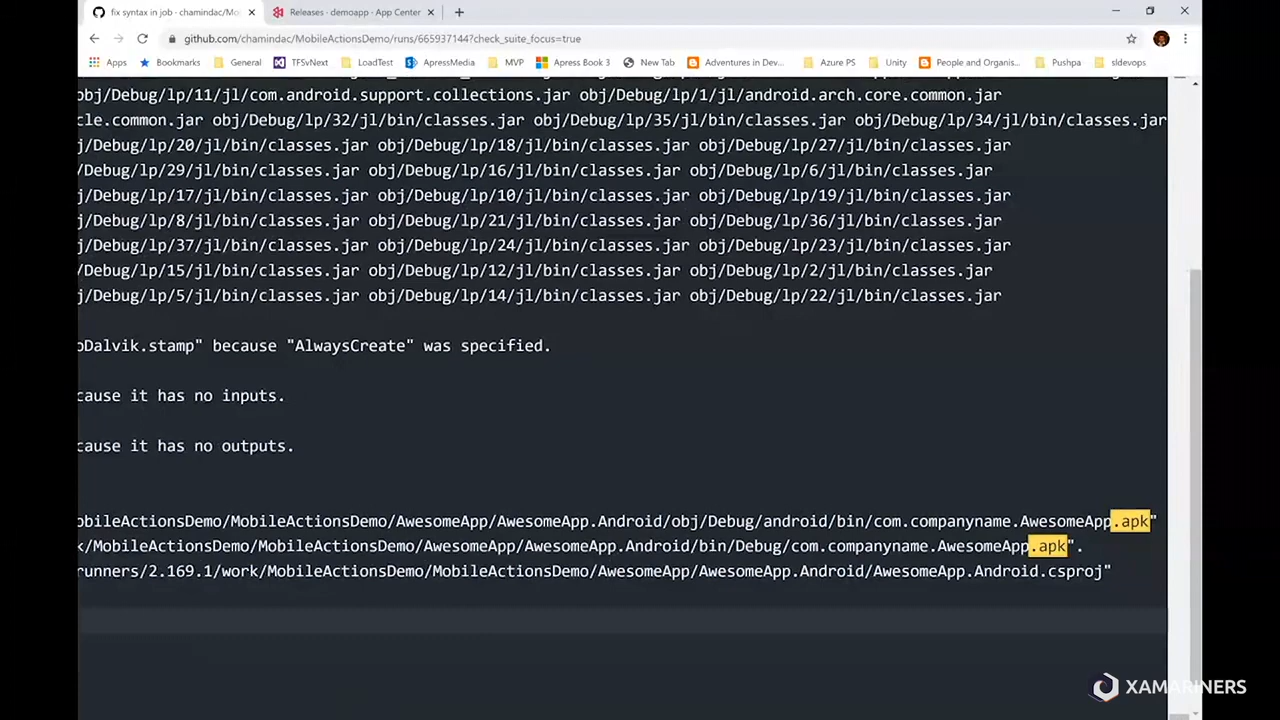 fix syntax in job · chamindac/Mo
Releases - demoapp - App Center
github.com/chamindac/MobileActionsDemo/runs/665937144?check_suite_focus=true
Apps Bookmarks General TFSvNext LoadTest ApressMedia MVP Apress Book 3 New Tab Adventures in Dev... Azure PS Unity People and Organis... Pushpa sldevops
obj/Debug/lp/11/jl/com.android.support.collections.jar obj/Debug/lp/1/jl/android.arch.core.common.jar
cle.common.jar obj/Debug/lp/32/jl/bin/classes.jar obj/Debug/lp/35/jl/bin/classes.jar obj/Debug/lp/34/jl/bin/classes.jar
j/Debug/lp/20/jl/bin/classes.jar obj/Debug/lp/18/jl/bin/classes.jar obj/Debug/lp/27/jl/bin/classes.jar
/Debug/lp/29/jl/bin/classes.jar obj/Debug/lp/16/jl/bin/classes.jar obj/Debug/lp/6/jl/bin/classes.jar
j/Debug/lp/17/jl/bin/classes.jar obj/Debug/lp/10/jl/bin/classes.jar obj/Debug/lp/19/jl/bin/classes.jar
j/Debug/lp/8/jl/bin/classes.jar obj/Debug/lp/21/jl/bin/classes.jar obj/Debug/lp/36/jl/bin/classes.jar
j/Debug/lp/37/jl/bin/classes.jar obj/Debug/lp/24/jl/bin/classes.jar obj/Debug/lp/23/jl/bin/classes.jar
/Debug/lp/15/jl/bin/classes.jar obj/Debug/lp/12/jl/bin/classes.jar obj/Debug/lp/2/jl/bin/classes.jar
j/Debug/lp/5/jl/bin/classes.jar obj/Debug/lp/14/jl/bin/classes.jar obj/Debug/lp/22/jl/bin/classes.jar
oDalvik.stamp" because "AlwaysCreate" was specified.
cause it has no inputs.
cause it has no outputs.
obileActionsDemo/MobileActionsDemo/AwesomeApp/AwesomeApp.Android/obj/Debug/android/bin/com.companyname.AwesomeApp.apk"
k/MobileActionsDemo/MobileActionsDemo/AwesomeApp/AwesomeApp.Android/bin/Debug/com.companyname.AwesomeApp.apk".
runners/2.169.1/work/MobileActionsDemo/MobileActionsDemo/AwesomeApp/AwesomeApp.Android/AwesomeApp.Android.csproj"
XAMARINERS